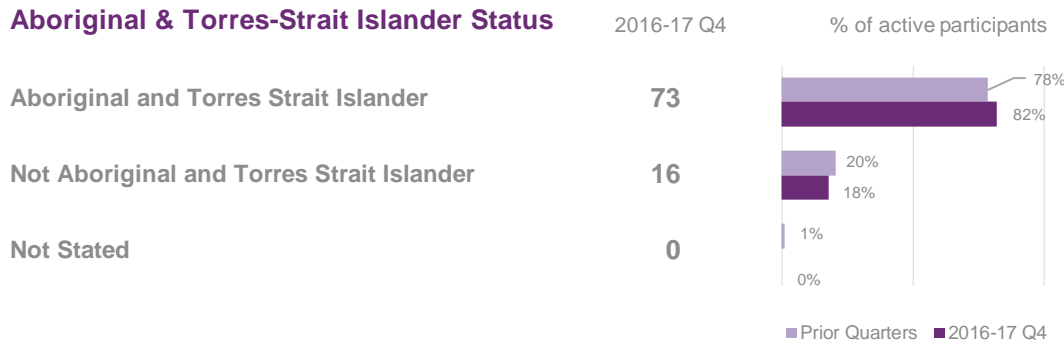 Aboriginal & Torres-Strait Islander Status 2016-17 Q4 % of active participants
Aboriginal and Torres Strait Islander 73 78%
82%
Not Aboriginal and Torres Strait Islander 16 20%
18%
Not Stated 0 1%
0%
Prior Quarters 2016-17 Q4